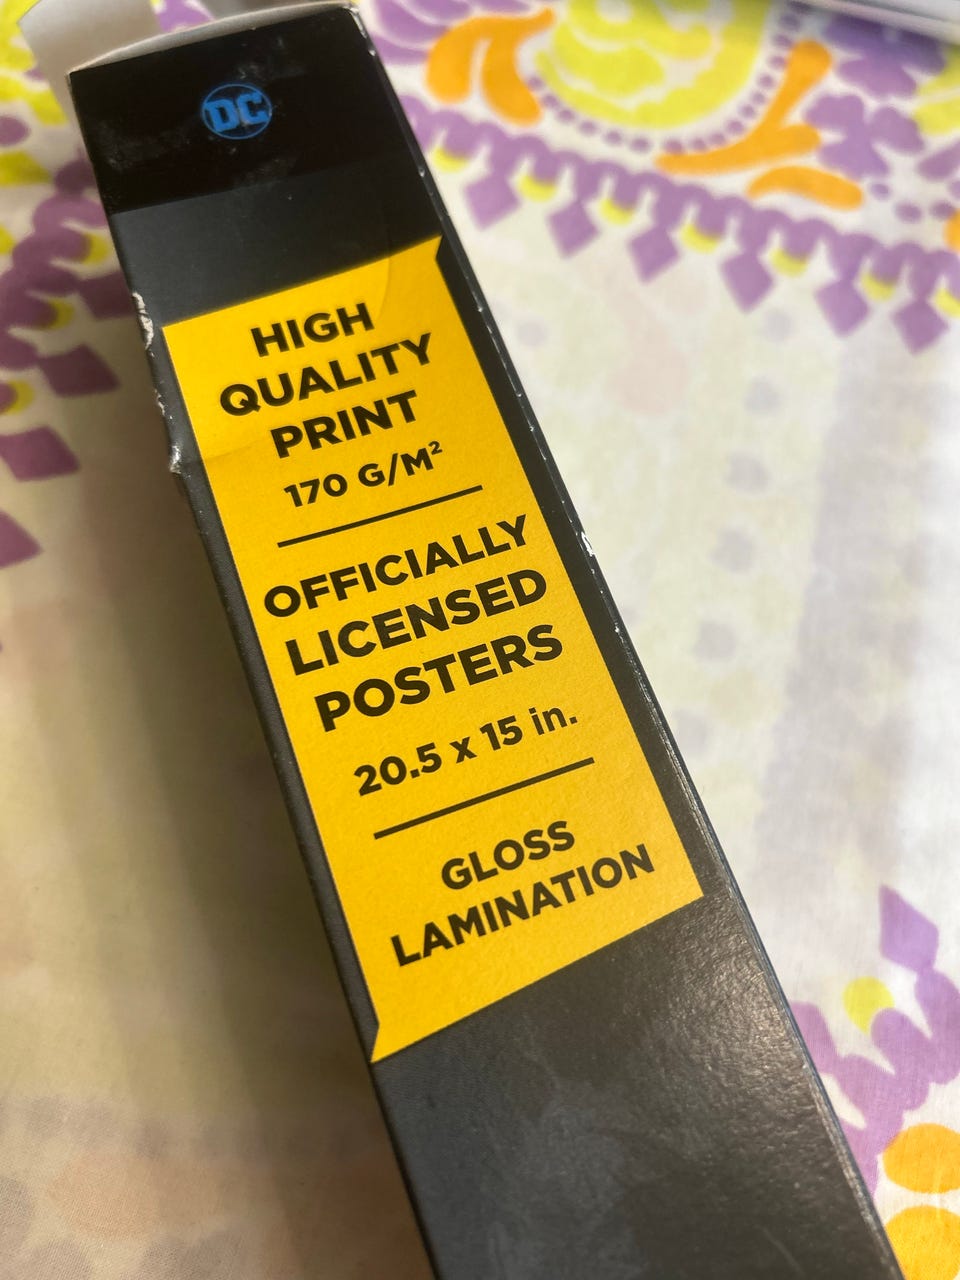 DC
HIGH
QUALITY
PRINT
170 G/M²
OFFICIALLY
LICENSED
POSTERS
20.5 x 15 in.
GLOSS
LAMINATION